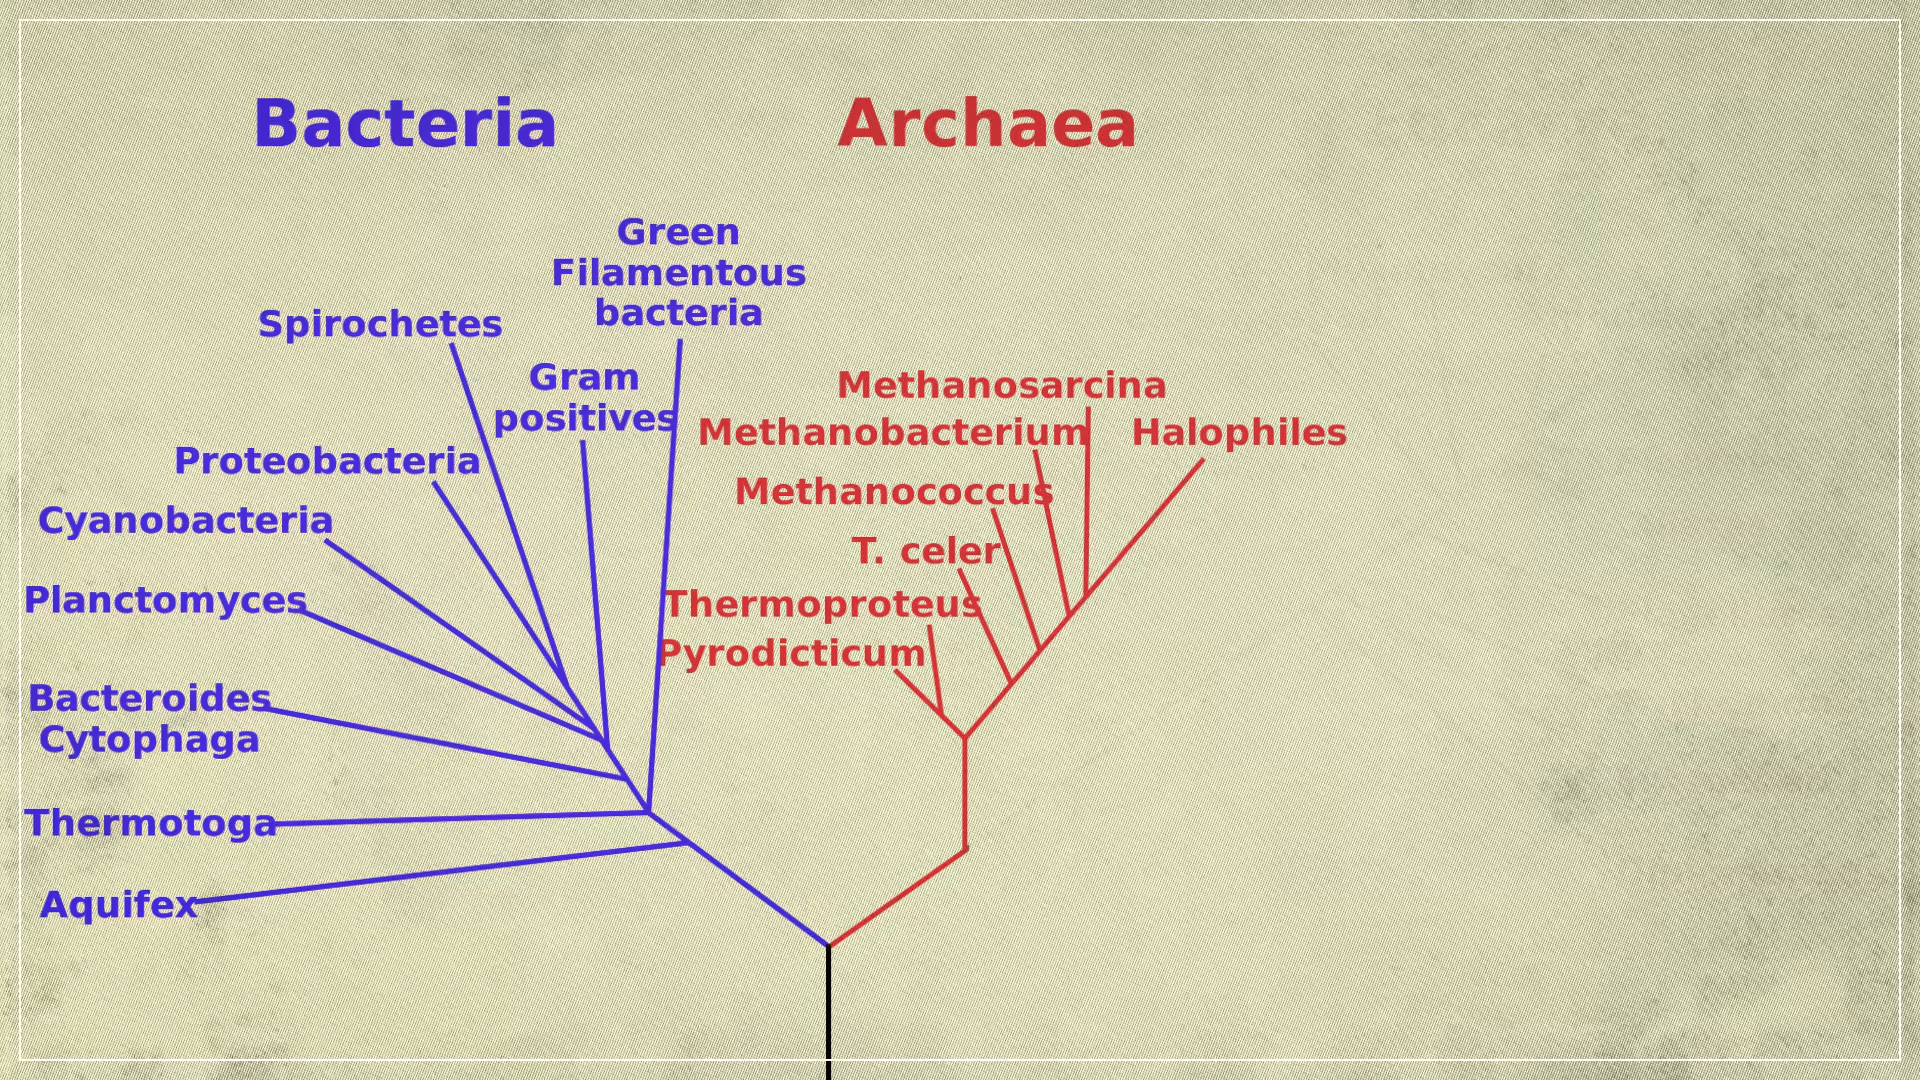 Bacteria
Archaea
Green
Filamentous
bacteria
Spirochetes
Gram
positives
Methanosarcina
Methanobacterium
Halophiles
Proteobacteria
Methanococcus
Cyanobacteria
T. celer
Planctomyces
Thermoproteus
Pyrodicticum
Bacteroides
Cytophaga
Thermotoga
Aquifex